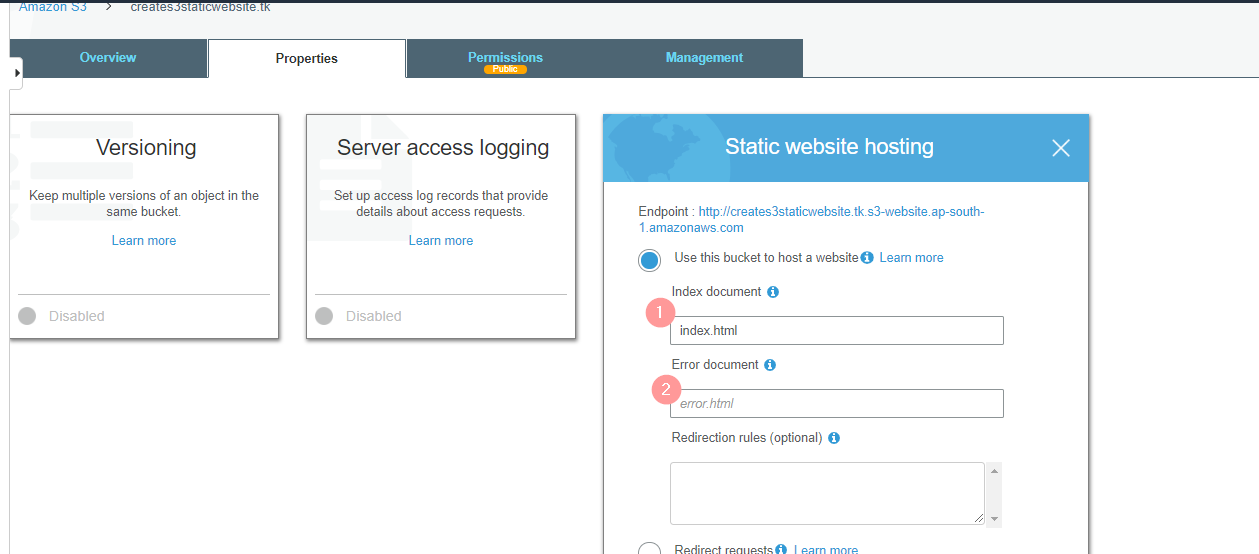 Amazon S3 > creates3staticwebsite.tk
Overview
Properties
Permissions
Public
Management
Versioning
Keep multiple versions of an object in the
same bucket.
Learn more
Disabled
Server access logging
Set up access log records that provide
details about access requests.
Learn more
Disabled
Static website hosting
Endpoint : http://creates3staticwebsite.tk.s3-website.ap-south-
1.amazonaws.com
Use this bucket to host a website Learn more
Index document
1
index.html
Error document
2
error.html
Redirection rules (optional)
Redirect requests Learn more